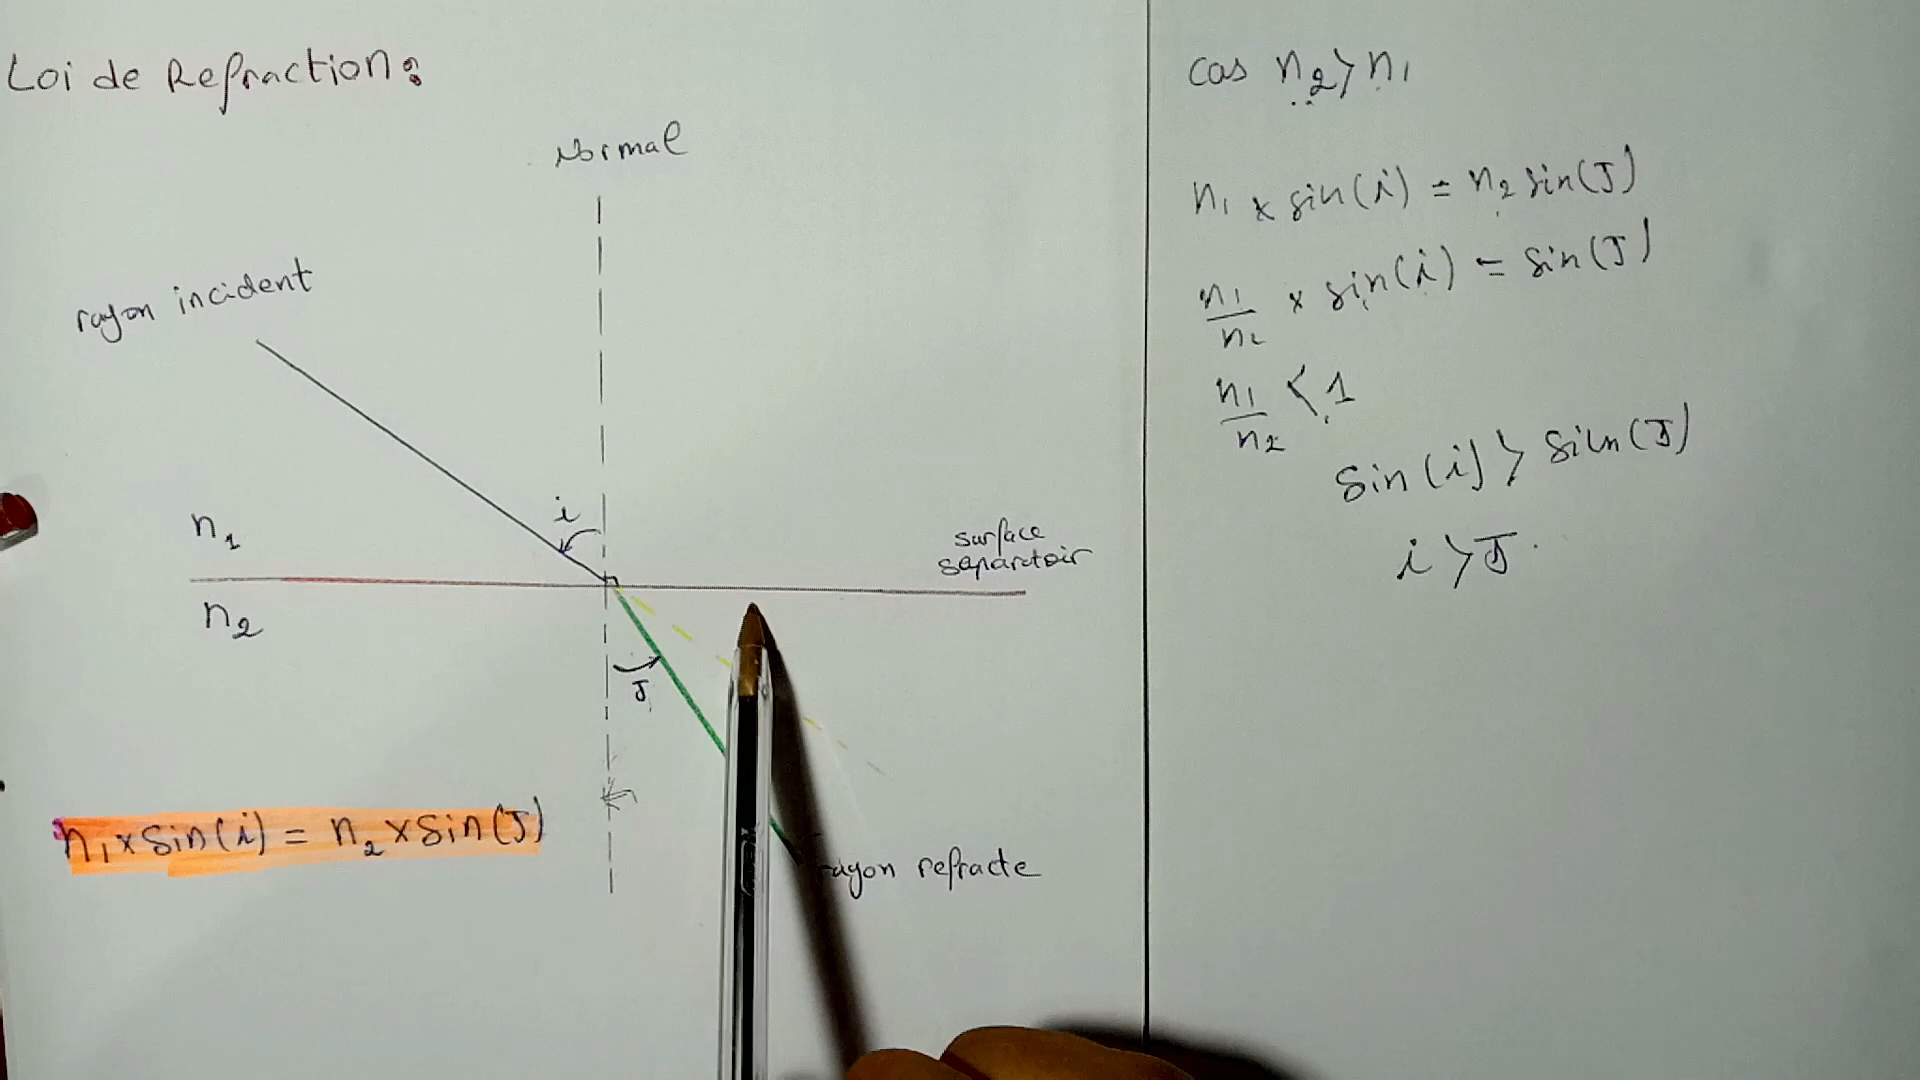 Loi de Refraction:
Normal
rayon incident
i
n1
surface
separatoir
n2
J
n1 x sin(i) = n2 x sin(J)
rayon refracte
cas n2 > n1
n1 x sin(i) = n2 sin(J)
n1/n2 x sin(i) = sin(J)
n1/n2 < 1
sin(i) > sin(J)
i > J.